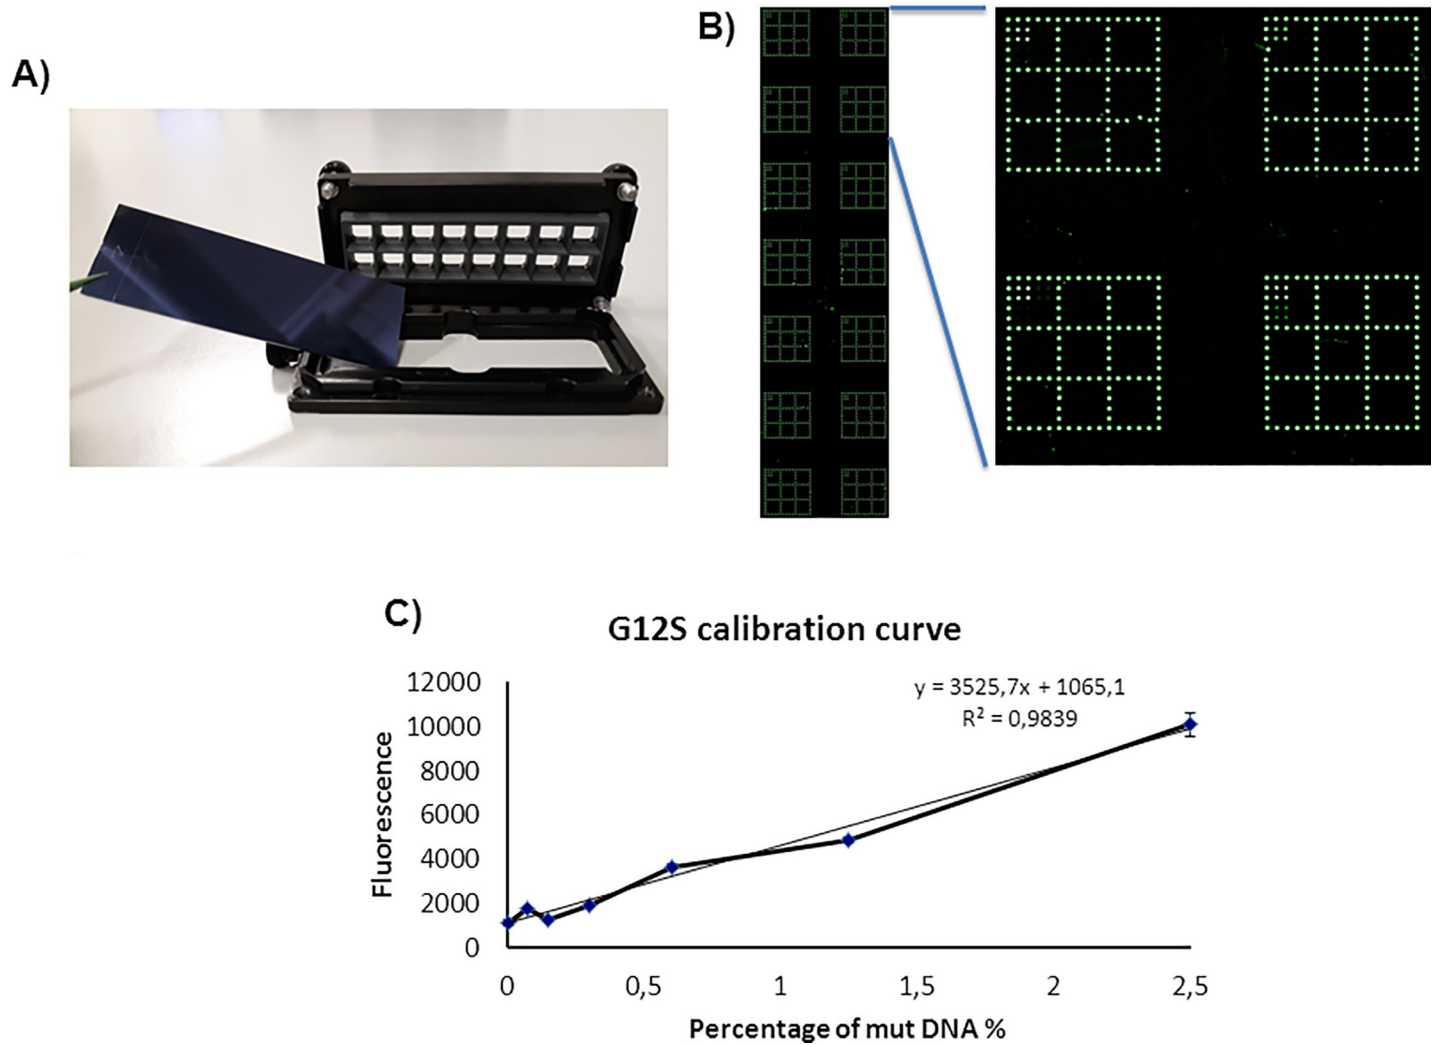 A)
B)
C)
G12S calibration curve
y = 3525,7x + 1065,1
R² = 0,9839
Fluorescence
12000
10000
8000
6000
4000
2000
0
0 0,5 1 1,5 2 2,5
Percentage of mut DNA %